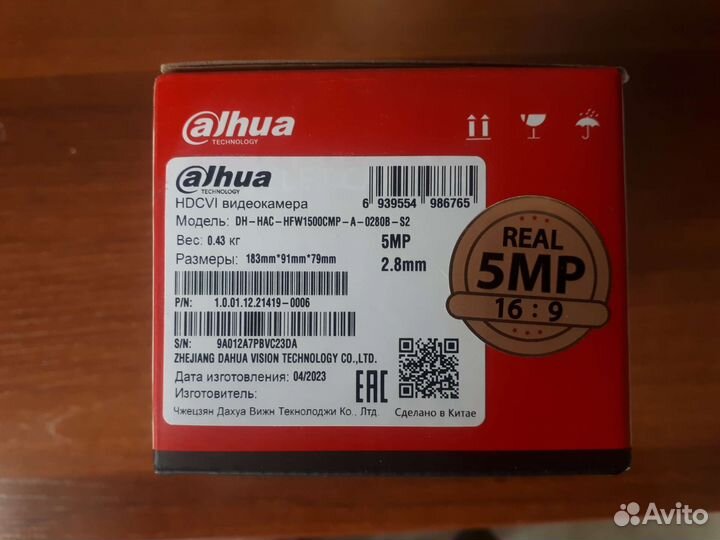 alhua
TECHNOLOGY
alhua
TECHNOLOGY
HDCVI видеокамера
6 939554 986765
Модель: DH-HAC-HFW1500CMP-A-0280B-S2
Вес: 0.43 кг
5MP
Размеры: 183mm*91mm*79mm
2.8mm
P/N: 1.0.01.12.21419-0006
S/N: 9A012A7PBVC23DA
ZHEJIANG DAHUA VISION TECHNOLOGY CO.,LTD.
Дата изготовления: 04/2023
EAC
Изготовитель:
Чжецзян Дахуа Вижн Текнолоджи Ко., Лтд.
Сделано в Китае
REAL
5MP
16 : 9
Avito